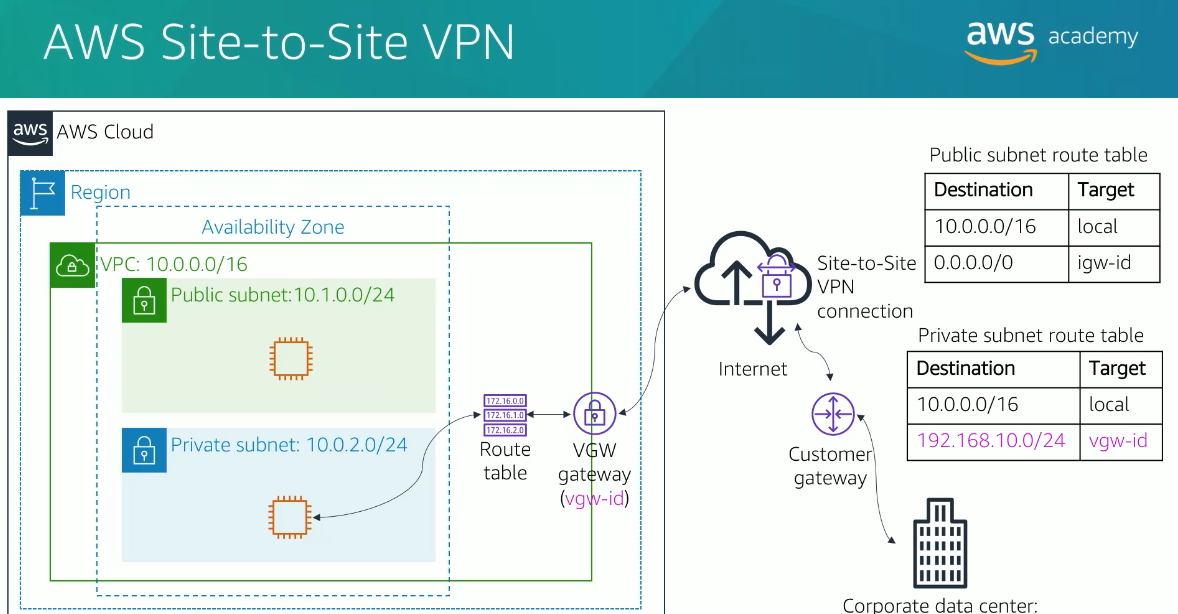 AWS Site-to-Site VPN
aws academy
aws AWS Cloud
Region
Availability Zone
VPC: 10.0.0.0/16
Public subnet:10.1.0.0/24
Private subnet: 10.0.2.0/24
172.16.0.0
172.16.1.0
172.16.2.0
Route
table
VGW
gateway
(vgw-id)
Site-to-Site
VPN
connection
Internet
Customer
gateway
Corporate data center:
Public subnet route table
Destination Target
10.0.0.0/16 local
0.0.0.0/0 igw-id
Private subnet route table
Destination Target
10.0.0.0/16 local
192.168.10.0/24 vgw-id